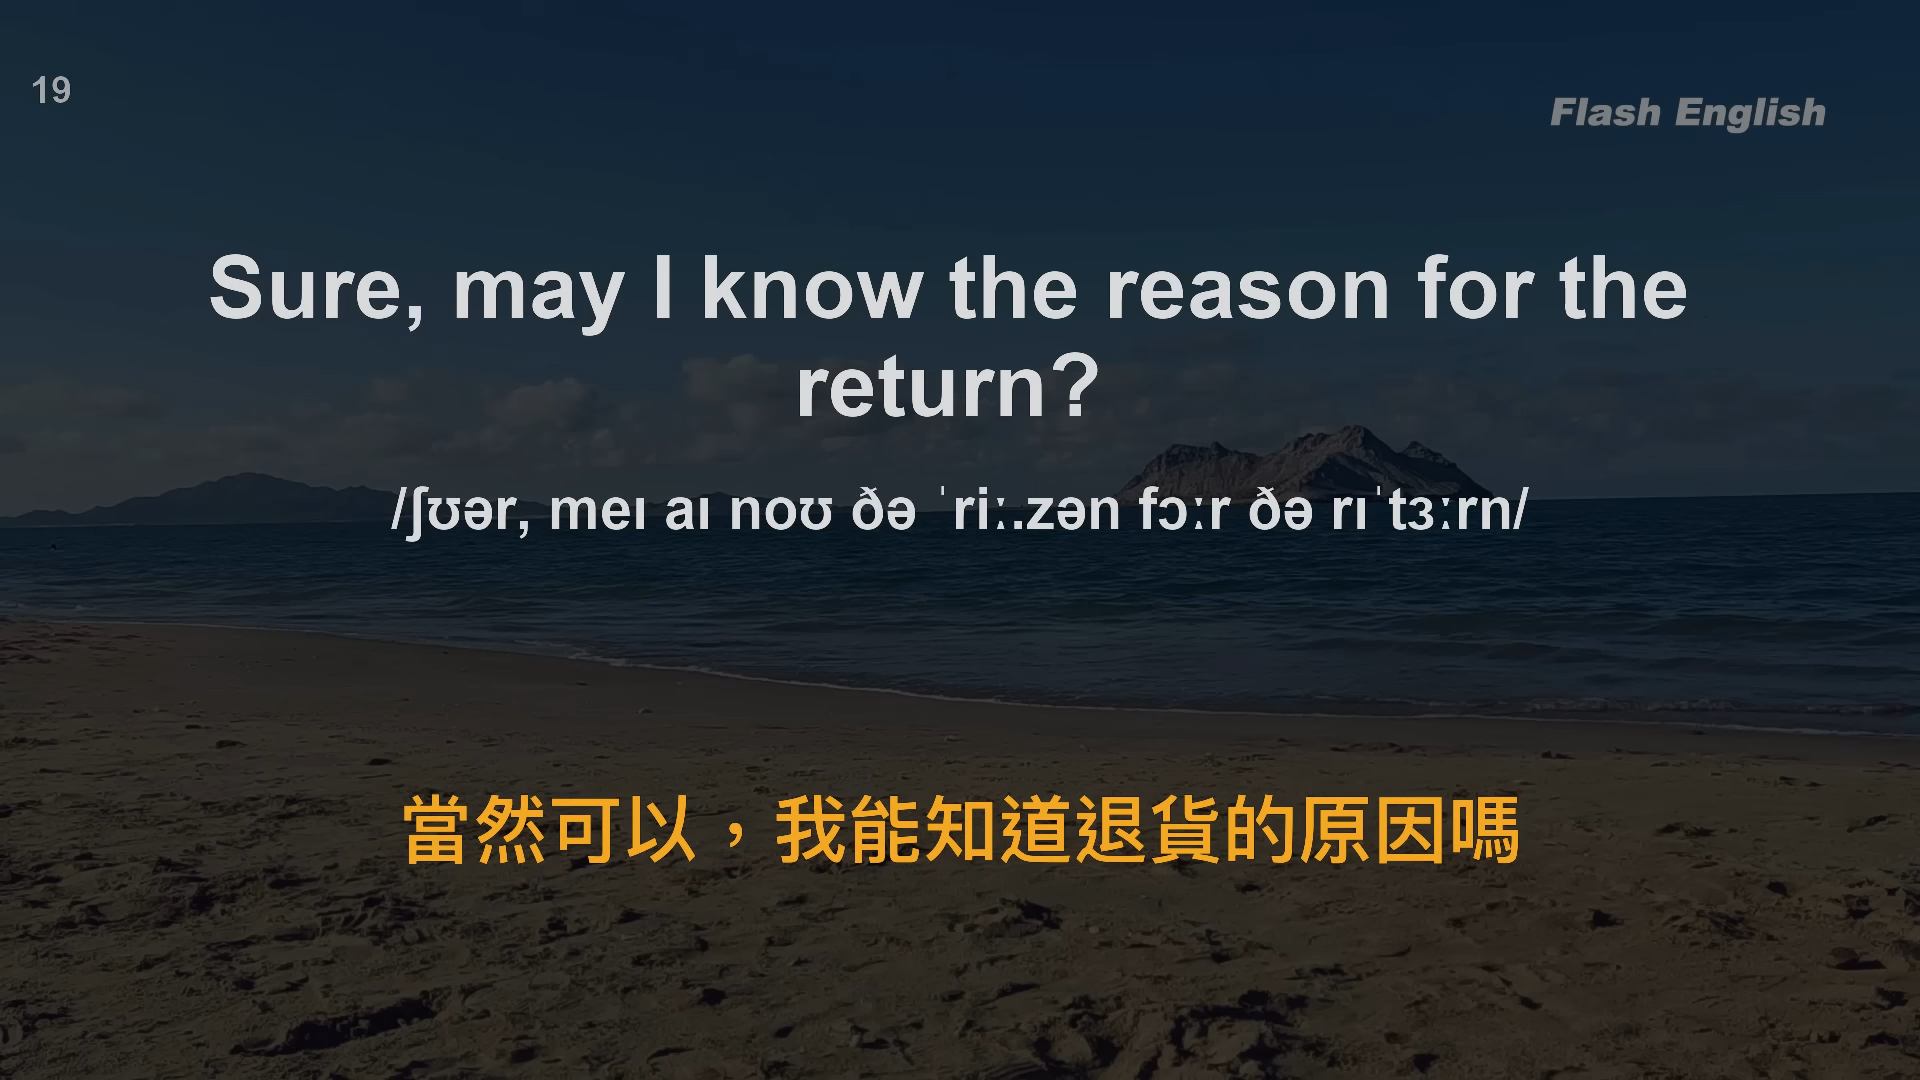 19
Flash English
Sure, may I know the reason for the
return?
/ʃʊər, meɪ aɪ noʊ ðə ˈriː.zən fɔːr ðə rɪˈtɜːrn/
當然可以，我能知道退貨的原因嗎